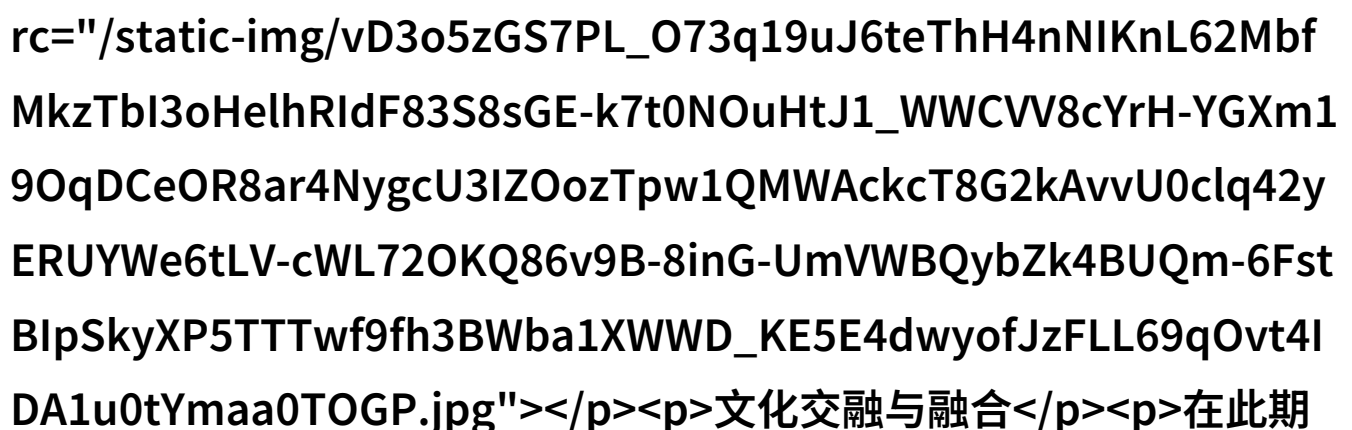 rc="/static-img/vD3o5zGS7PL_O73q19uJ6teThH4nNIKnL62Mbf
MkzTbI3oHelhRIdF83S8sGE-k7t0NOuHtJ1_WWCVV8cYrH-YGXm1
9OqDCeOR8ar4NygcU3IZOozTpw1QMWAckcT8G2kAvvU0clq42y
ERUYWe6tLV-cWL72OKQ86v9B-8inG-UmVWBQybZk4BUQm-6Fst
BIpSkyXP5TTTwf9fh3BWba1XWWD_KE5E4dwyofJzFLL69qOvt4I
DA1u0tYmaa0TOGP.jpg"></p><p>文化交融与融合</p><p>在此期